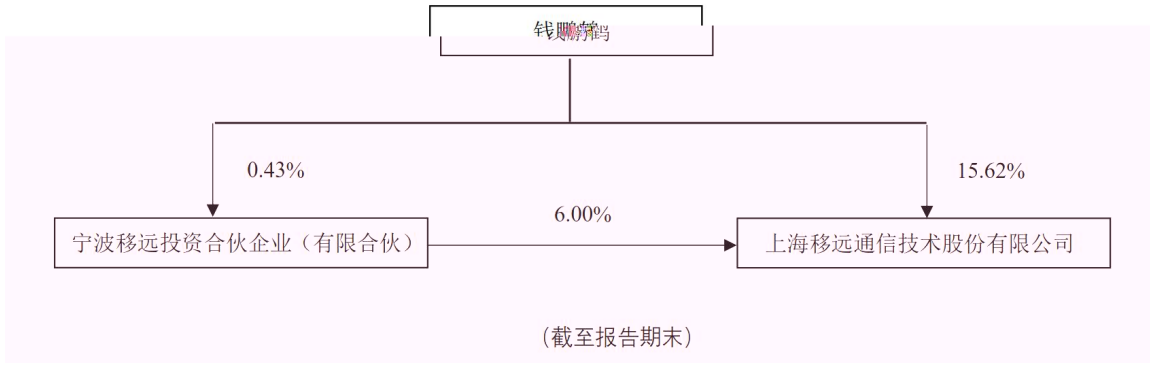 钱鹏鹤
0.43%
15.62%
6.00%
宁波移远投资合伙企业（有限合伙）
上海移远通信技术股份有限公司
（截至报告期末）